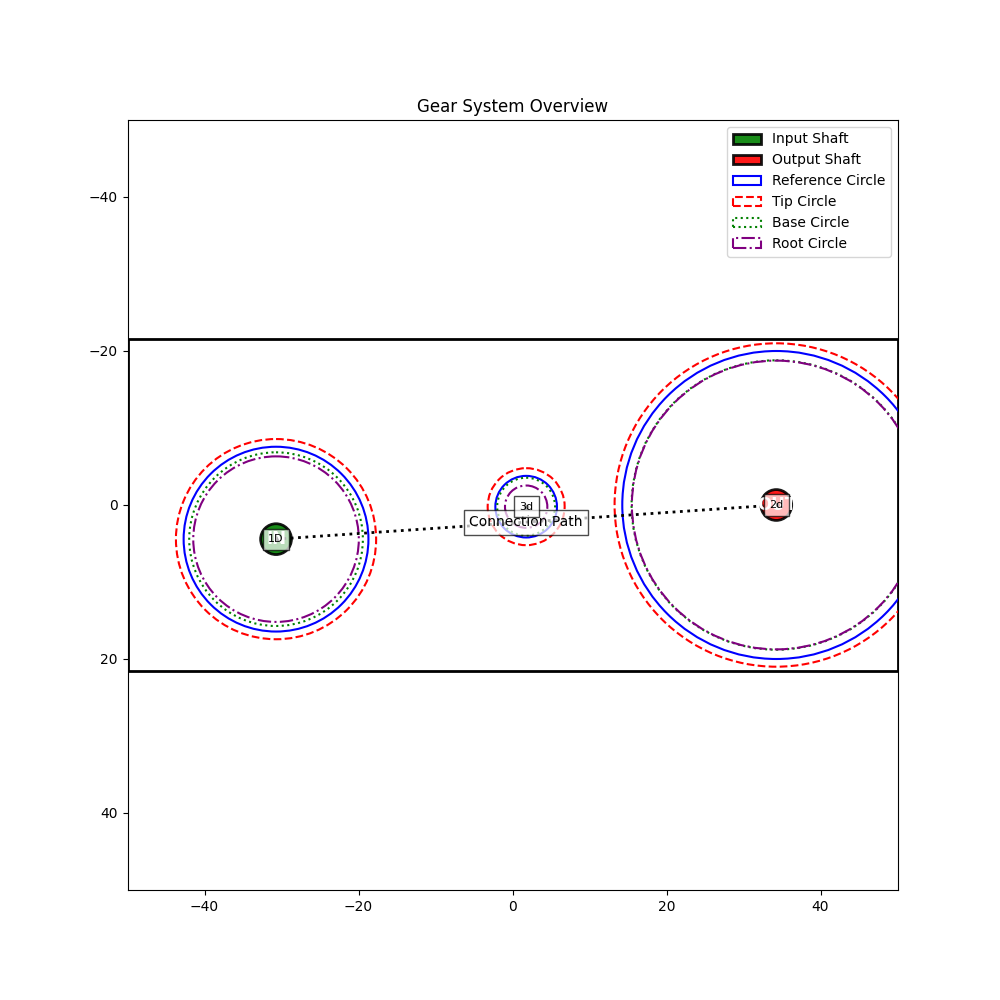 Gear System Overview
Input Shaft
Output Shaft
Reference Circle
Tip Circle
Base Circle
Root Circle
−40
−20
0
20
40
3d
2d
Connection Path
1D
−40
−20
0
20
40